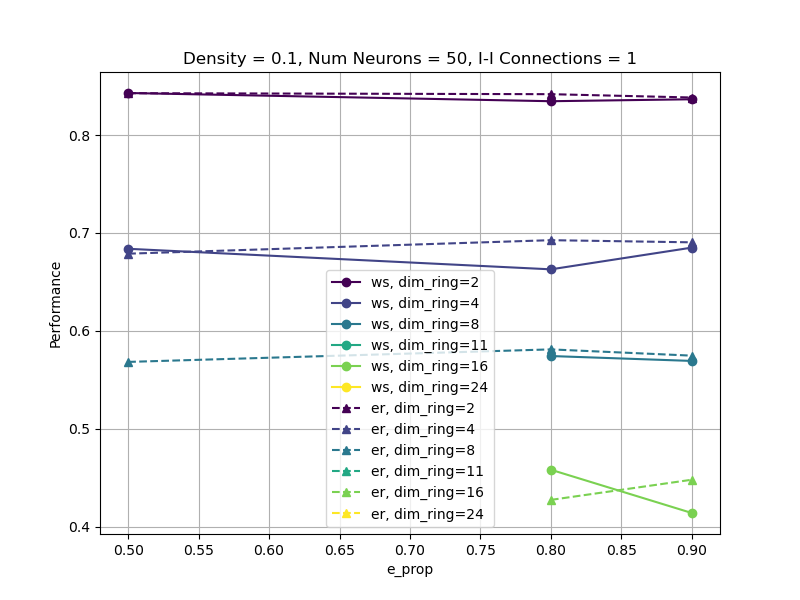 Density = 0.1, Num Neurons = 50, I-I Connections = 1
Performance
0.8
0.7
0.6
0.5
0.4
ws, dim_ring=2
ws, dim_ring=4
ws, dim_ring=8
ws, dim_ring=11
ws, dim_ring=16
ws, dim_ring=24
er, dim_ring=2
er, dim_ring=4
er, dim_ring=8
er, dim_ring=11
er, dim_ring=16
er, dim_ring=24
0.50 0.55 0.60 0.65 0.70 0.75 0.80 0.85 0.90
e_prop